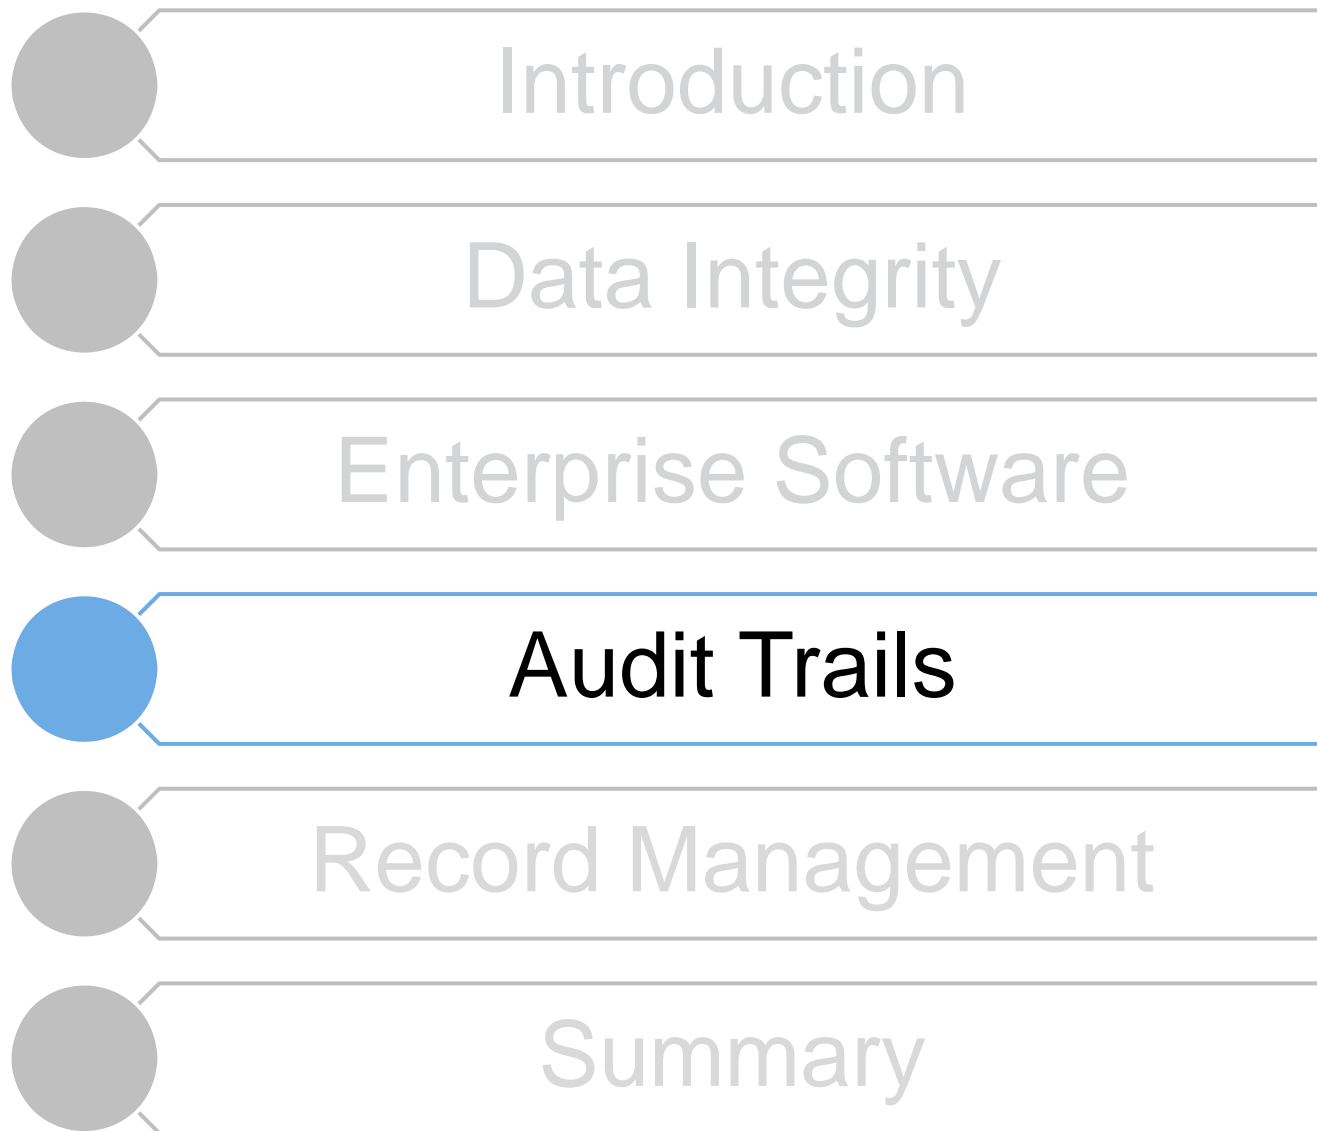 Introduction
Data Integrity
Enterprise Software
Audit Trails
Record Management
Summary